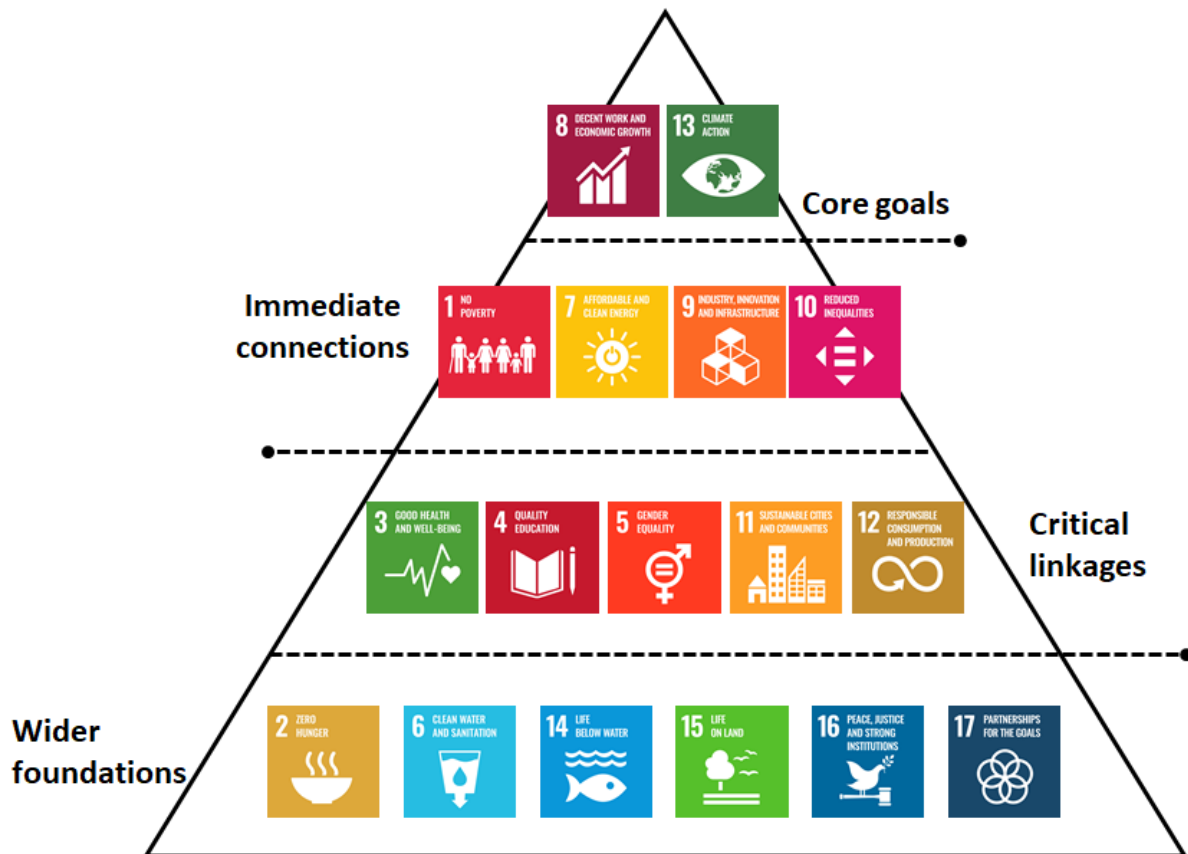 8 DECENT WORK AND
ECONOMIC GROWTH
13 CLIMATE
ACTION
Core goals
Immediate
connections
1 NO
POVERTY
7 AFFORDABLE AND
CLEAN ENERGY
9 INDUSTRY, INNOVATION
AND INFRASTRUCTURE
10 REDUCED
INEQUALITIES
3 GOOD HEALTH
AND WELL-BEING
4 QUALITY
EDUCATION
5 GENDER
EQUALITY
11 SUSTAINABLE CITIES
AND COMMUNITIES
12 RESPONSIBLE
CONSUMPTION
AND PRODUCTION
Critical
linkages
Wider
foundations
2 ZERO
HUNGER
6 CLEAN WATER
AND SANITATION
14 LIFE
BELOW WATER
15 LIFE
ON LAND
16 PEACE, JUSTICE
AND STRONG
INSTITUTIONS
17 PARTNERSHIPS
FOR THE GOALS